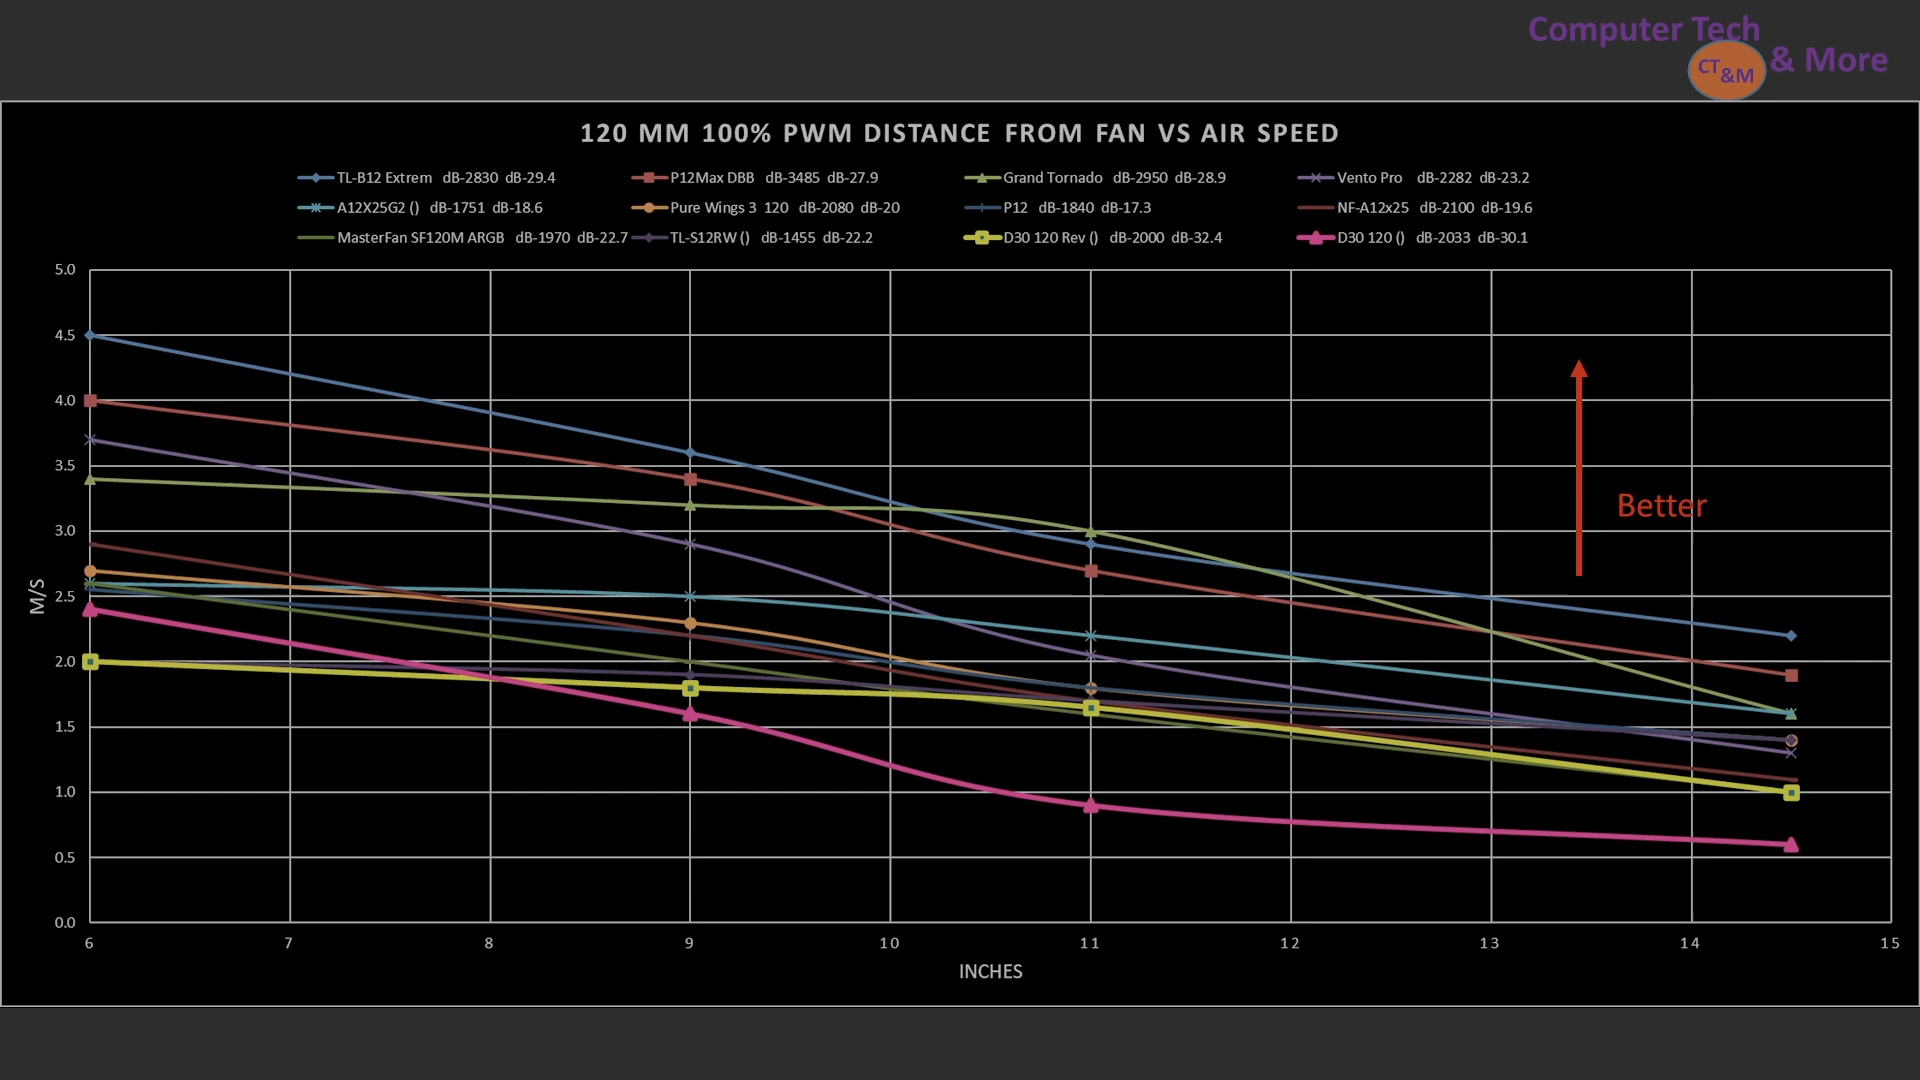 Computer Tech
& More
CT
&M
120 MM 100% PWM DISTANCE FROM FAN VS AIR SPEED
TL-B12 Extrem dB-2830 dB-29.4 P12Max DBB dB-3485 dB-27.9 Grand Tornado dB-2950 dB-28.9 Vento Pro dB-2282 dB-23.2
A12X25G2 () dB-1751 dB-18.6 Pure Wings 3 120 dB-2080 dB-20 P12 dB-1840 dB-17.3 NF-A12x25 dB-2100 dB-19.6
MasterFan SF120M ARGB dB-1970 dB-22.7 TL-S12RW () dB-1455 dB-22.2 D30 120 Rev () dB-2000 dB-32.4 D30 120 () dB-2033 dB-30.1
5.0
4.5
4.0
3.5
3.0
2.5
2.0
1.5
1.0
0.5
0.0
M/S
Better
6 7 8 9 10 11 12 13 14 15
INCHES